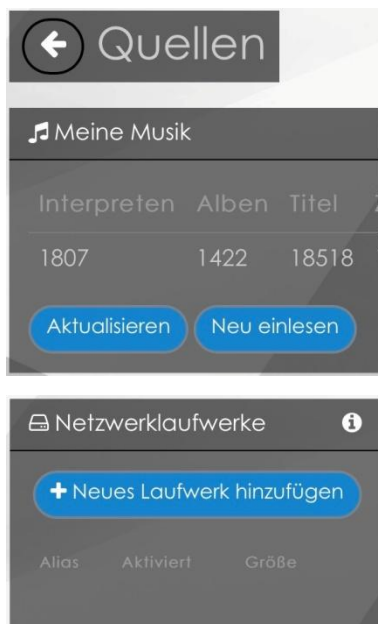 Quellen
Meine Musik
Interpreten Alben Titel
1807 1422 18518
Aktualisieren Neu einlesen
Netzwerklaufwerke
Neues Laufwerk hinzufügen
Alias Aktiviert Größe